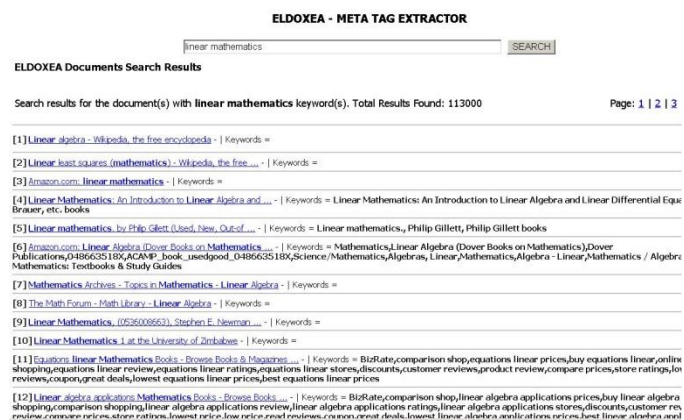 ELDOXEA - META TAG EXTRACTOR
linear mathematics SEARCH
ELDOXEA Documents Search Results
Search results for the document(s) with linear mathematics keyword(s). Total Results Found: 113000 Page: 1 | 2 | 3
[1] Linear algebra - Wikipedia, the free encyclopedia - | Keywords =
[2] Linear least squares (mathematics) - Wikipedia, the free ... - | Keywords =
[3] Amazon.com: linear mathematics - | Keywords =
[4] Linear Mathematics: An Introduction to Linear Algebra and ... - | Keywords = Linear Mathematics: An Introduction to Linear Algebra and Linear Differential Equa
Brauer, etc. books
[5] Linear mathematics, by Philip Gillett (Used, New, Out-of ... - | Keywords = Linear mathematics., Philip Gillett, Philip Gillett books
[6] Amazon.com: Linear Algebra (Dover Books on Mathematics ... - | Keywords = Mathematics,Linear Algebra (Dover Books on Mathematics),Dover
Publications,048663518X,ACAMP_book_usedgood_048663518X,Science/Mathematics,Algebras, Linear,Mathematics,Algebra - Linear,Mathematics / Algebra
Mathematics: Textbooks & Study Guides
[7] Mathematics Archives - Topics in Mathematics - Linear Algebra - | Keywords =
[8] The Math Forum - Math Library - Linear Algebra - | Keywords =
[9] Linear Mathematics, (0536008663), Stephen E. Newman ... - | Keywords =
[10] Linear Mathematics 1 at the University of Zimbabwe - | Keywords =
[11] Equations linear Mathematics Books - Browse Books & Magazines ... - | Keywords = BizRate,comparison shop,equations linear prices,buy equations linear,online
shopping,equations linear review,equations linear ratings,equations linear stores,discounts,customer reviews,product review,compare prices,store ratings,lo
reviews,coupon,great deals,lowest equations linear prices,best equations linear prices
[12] Linear algebra applications Mathematics Books - Browse Books ... - | Keywords = BizRate,comparison shop,linear algebra applications prices,buy linear algebra
shopping,comparison shopping,linear algebra applications review,linear algebra applications ratings,linear algebra applications stores,discounts,customer re
review,compare prices,store ratings,lowest price,low price,read reviews,coupon,great deals,lowest linear algebra applications prices,best linear algebra appl